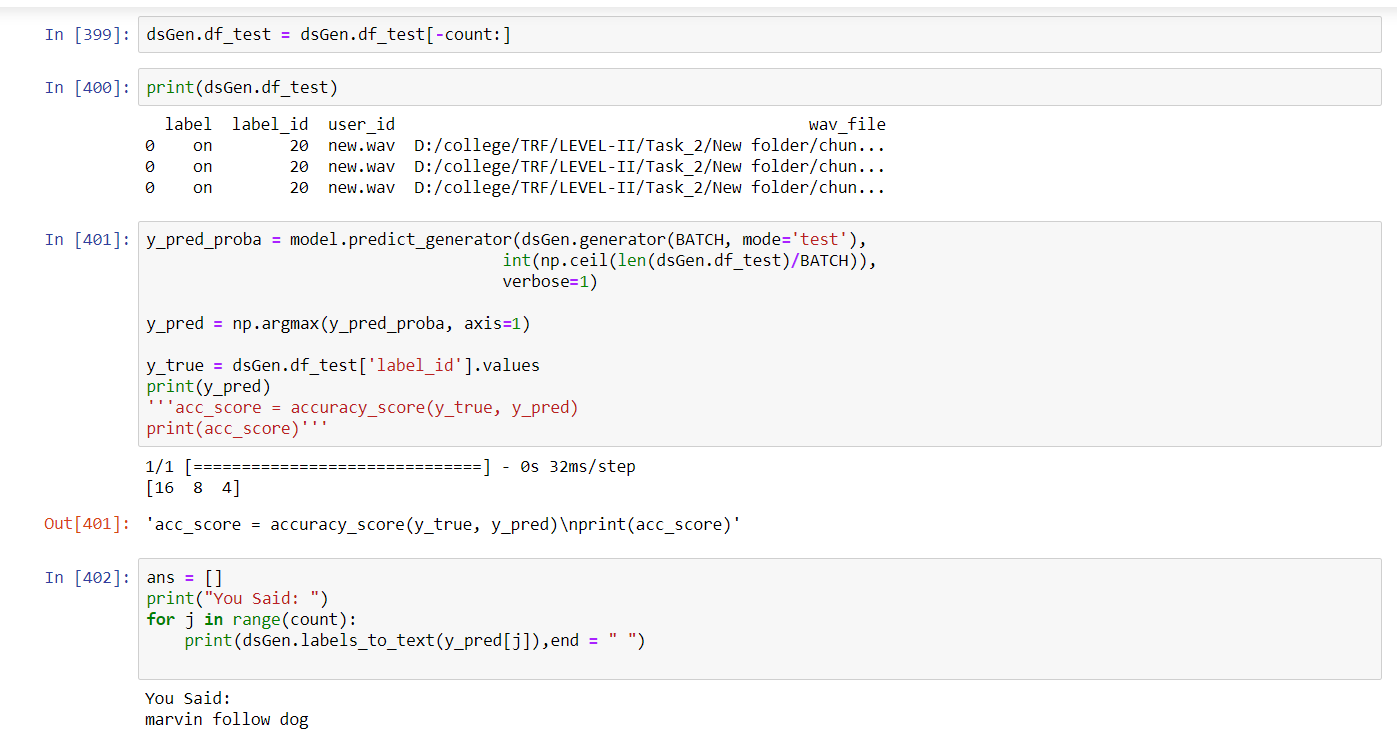 In [399]: dsGen.df_test = dsGen.df_test[-count:]
In [400]: print(dsGen.df_test)
label label_id user_id wav_file
0 on 20 new.wav D:/college/TRF/LEVEL-II/Task_2/New folder/chun...
0 on 20 new.wav D:/college/TRF/LEVEL-II/Task_2/New folder/chun...
0 on 20 new.wav D:/college/TRF/LEVEL-II/Task_2/New folder/chun...
In [401]: y_pred_proba = model.predict_generator(dsGen.generator(BATCH, mode='test'),
int(np.ceil(len(dsGen.df_test)/BATCH)),
verbose=1)
y_pred = np.argmax(y_pred_proba, axis=1)
y_true = dsGen.df_test['label_id'].values
print(y_pred)
'''acc_score = accuracy_score(y_true, y_pred)
print(acc_score)'''
1/1 [==============================] - 0s 32ms/step
[16 8 4]
Out[401]: 'acc_score = accuracy_score(y_true, y_pred)\nprint(acc_score)'
In [402]: ans = []
print("You Said: ")
for j in range(count):
print(dsGen.labels_to_text(y_pred[j]),end = " ")
You Said:
marvin follow dog